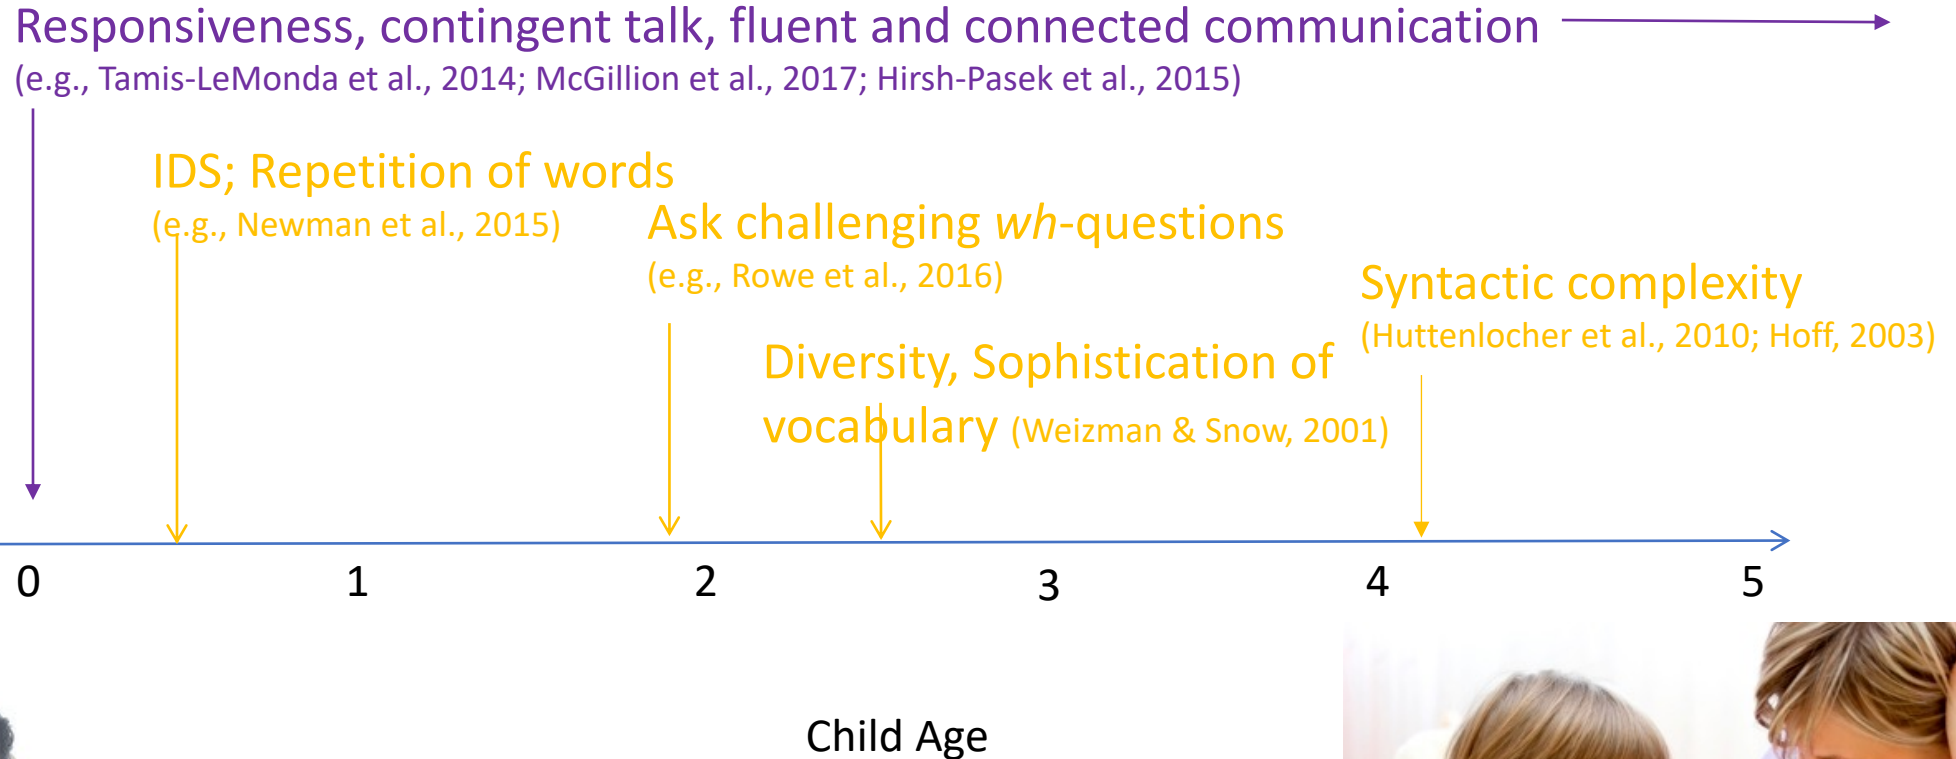 Responsiveness, contingent talk, fluent and connected communication
(e.g., Tamis-LeMonda et al., 2014; McGillion et al., 2017; Hirsh-Pasek et al., 2015)
IDS; Repetition of words
(e.g., Newman et al., 2015)
Ask challenging wh-questions
(e.g., Rowe et al., 2016)
Syntactic complexity
(Huttenlocher et al., 2010; Hoff, 2003)
Diversity, Sophistication of
vocabulary (Weizman & Snow, 2001)
0 1 2 3 4 5
Child Age